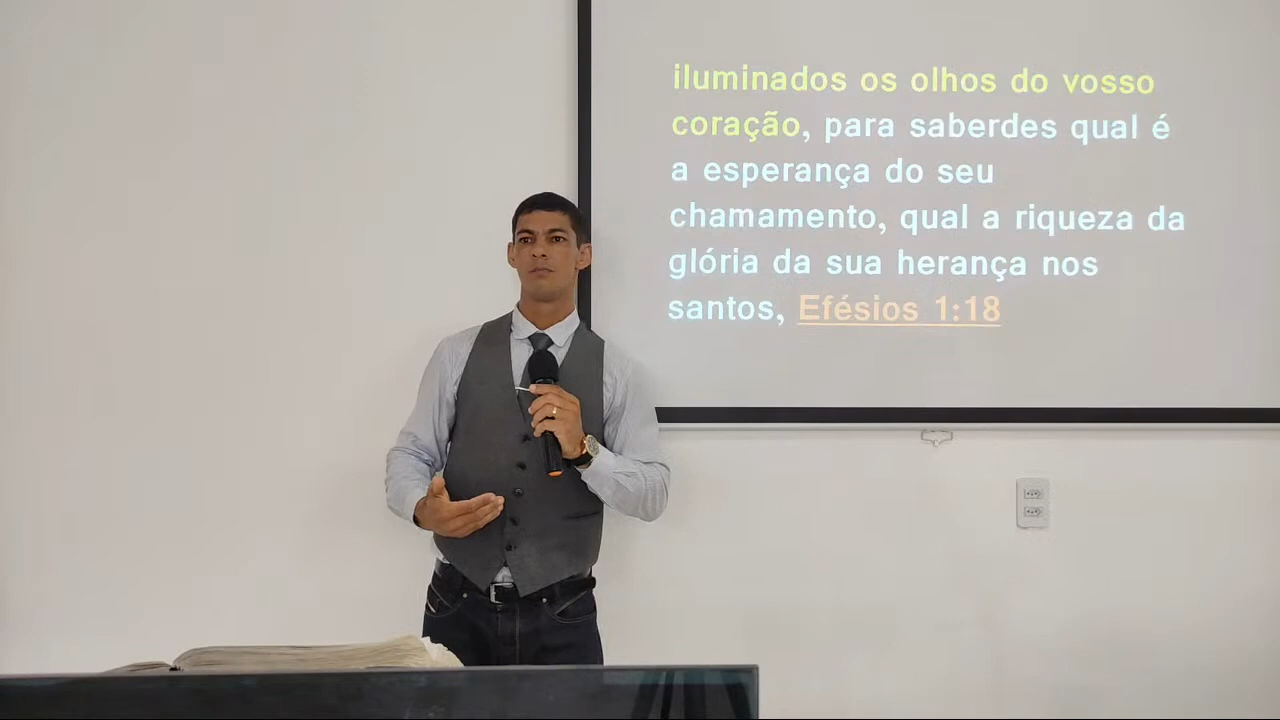 iluminados os olhos do vosso
coração, para saberdes qual é
a esperança do seu
chamamento, qual a riqueza da
glória da sua herança nos
santos, Efésios 1:18